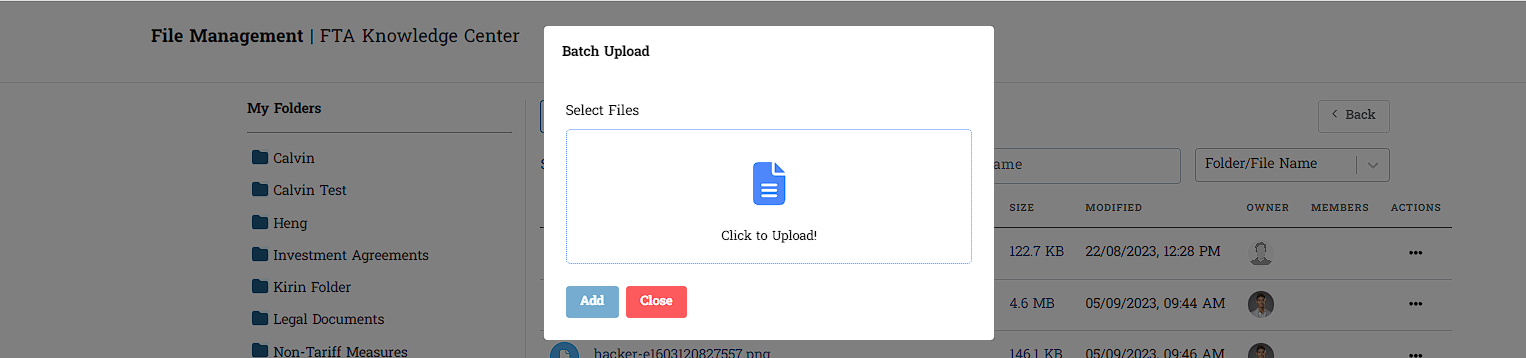 File Management | FTA Knowledge Center
Batch Upload
Select Files
Click to Upload!
Add Close
My Folders
Calvin
Calvin Test
Heng
Investment Agreements
Kirin Folder
Legal Documents
Non-Tariff Measures
Back
Folder/File Name
SIZE MODIFIED OWNER MEMBERS ACTIONS
122.7 KB 22/08/2023, 12:28 PM
4.6 MB 05/09/2023, 09:44 AM
hacker-e1603120827557.png 146.1 KB 05/09/2023, 09:46 AM